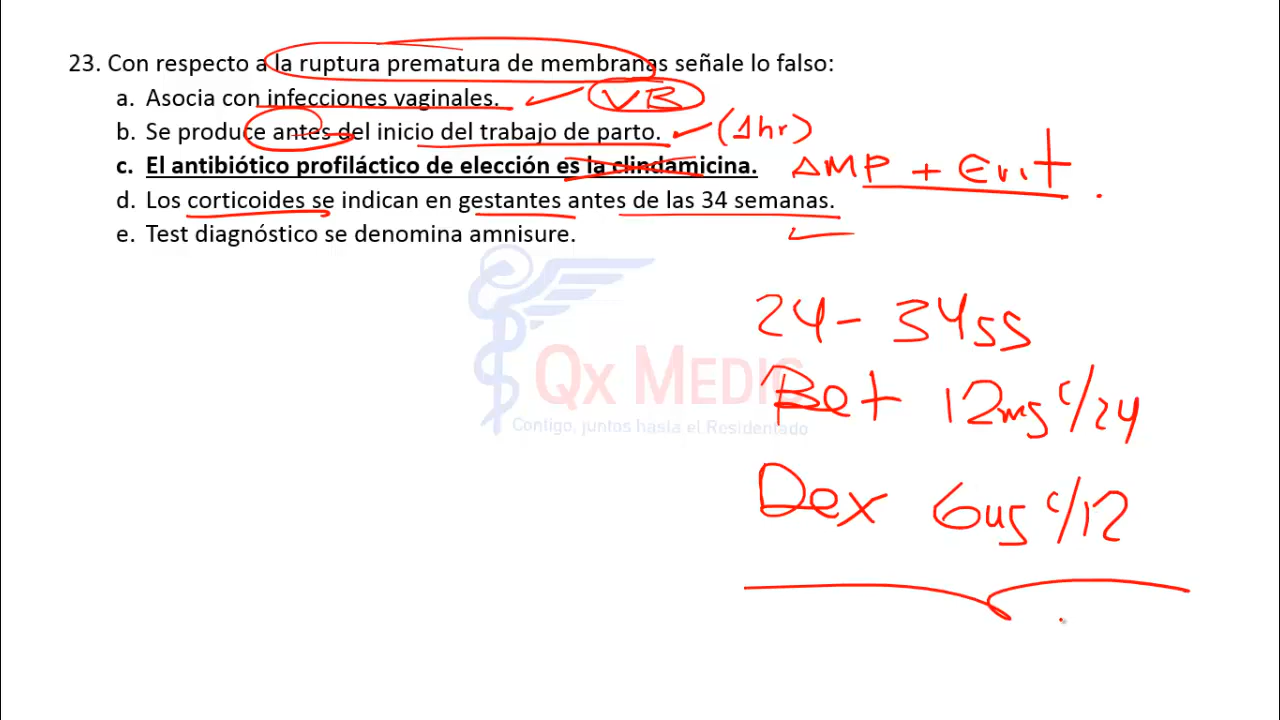 23. Con respecto a la ruptura prematura de membranas señale lo falso:
a. Asocia con infecciones vaginales. VB
b. Se produce antes del inicio del trabajo de parto. (1hr)
c. El antibiótico profiláctico de elección es la clindamicina. AMP + Erit.
d. Los corticoides se indican en gestantes antes de las 34 semanas.
e. Test diagnóstico se denomina amnisure.
24 - 34ss
Bet 12mg c/24
Dex 6mg c/12
Qx MEDIC
Contigo, juntos hasta el Residentado